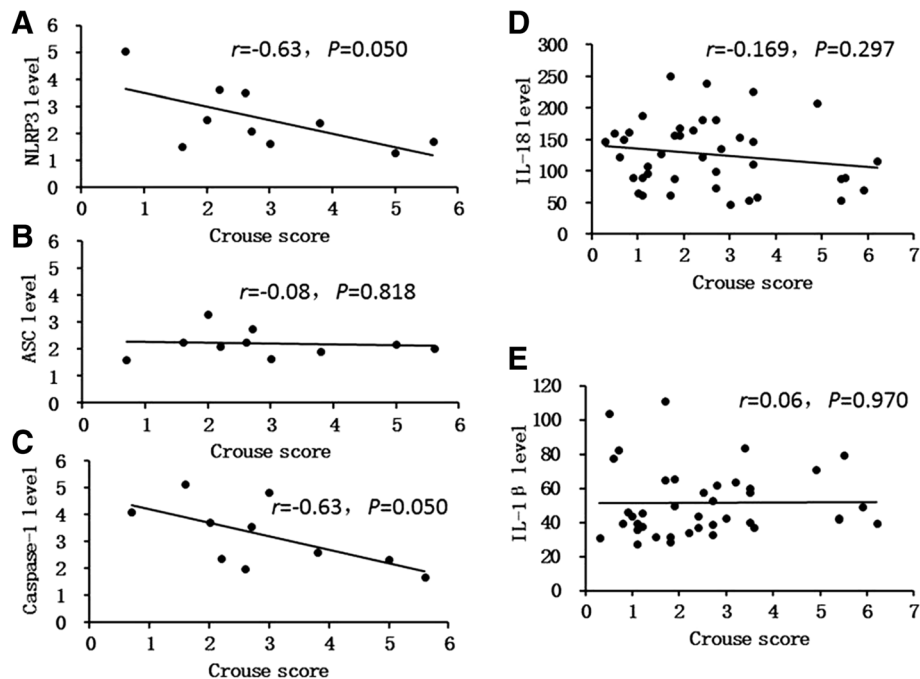 A
r=-0.63， P=0.050
NLRP3 level
6
5
4
3
2
1
0
0 1 2 3 4 5 6
Crouse score
B
r=-0.08， P=0.818
ASC level
6
5
4
3
2
1
0
0 1 2 3 4 5 6
Crouse score
C
r=-0.63， P=0.050
Caspase-1 level
6
5
4
3
2
1
0
0 1 2 3 4 5 6
Crouse score
D
r=-0.169， P=0.297
IL-18 level
300
250
200
150
100
50
0
0 1 2 3 4 5 6 7
Crouse score
E
r=0.06， P=0.970
IL-1β level
120
100
80
60
40
20
0
0 1 2 3 4 5 6 7
Crouse score